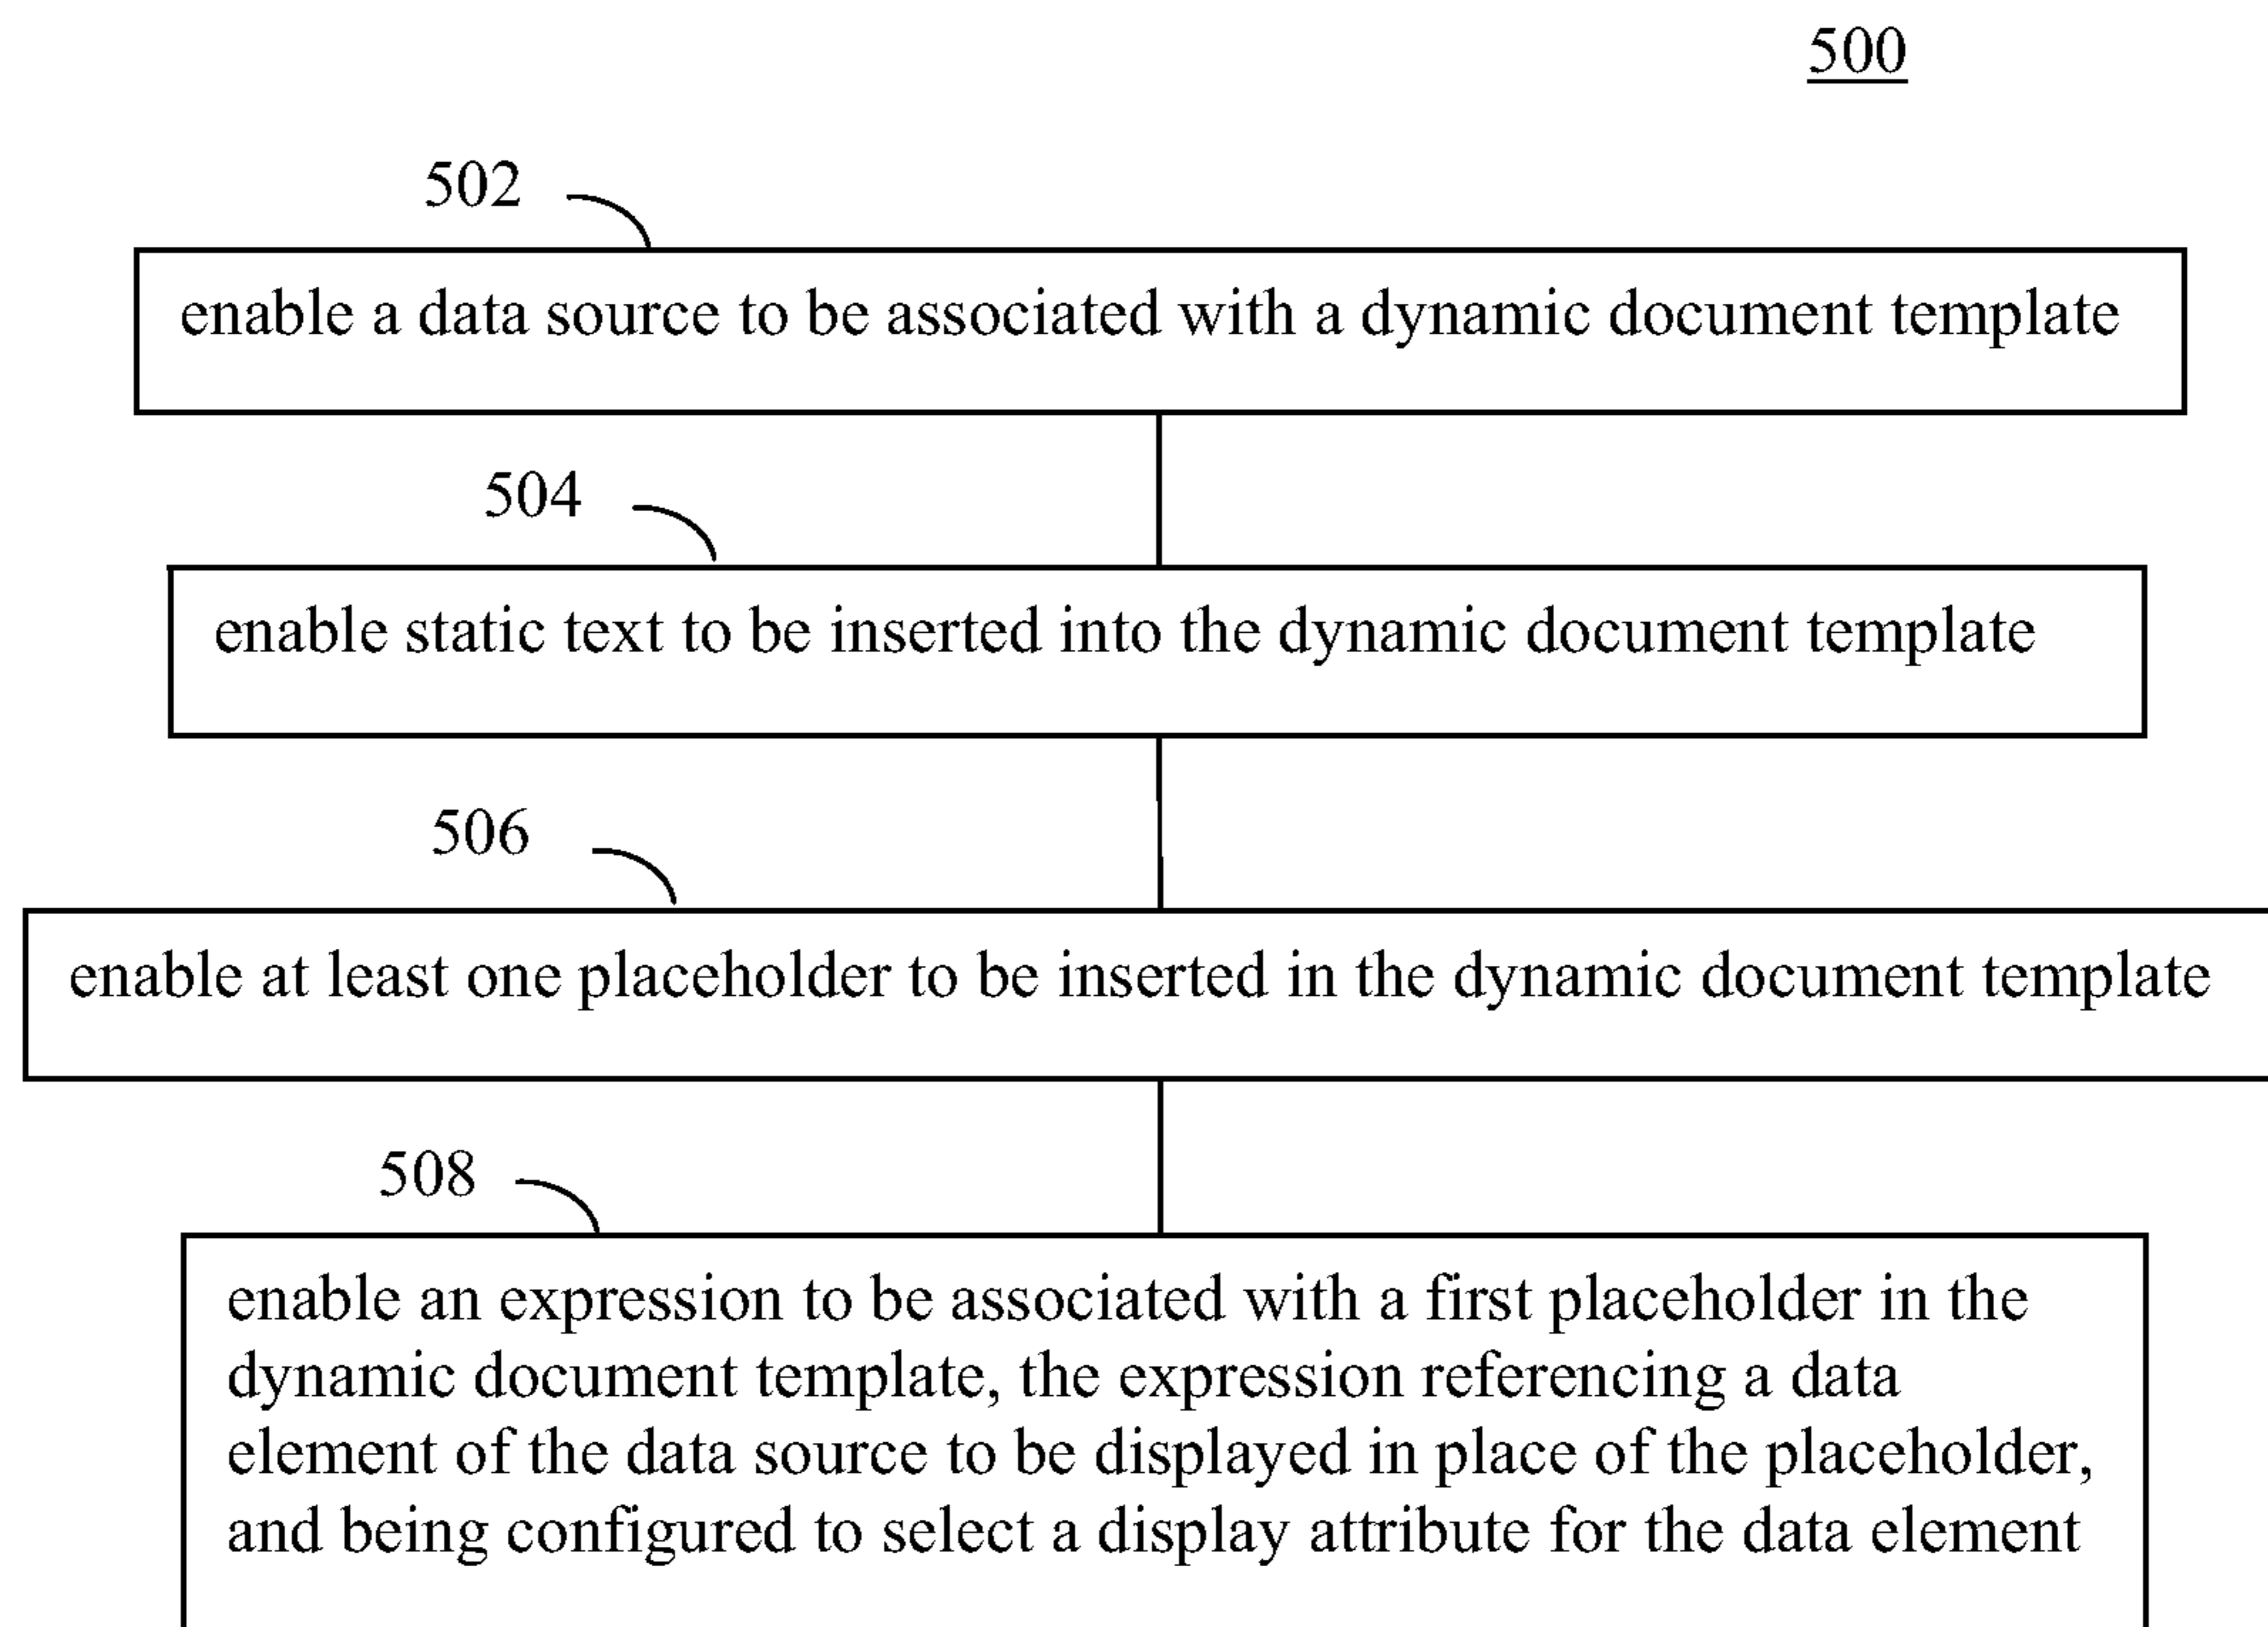 500
502
enable a data source to be associated with a dynamic document template
504
enable static text to be inserted into the dynamic document template
506
enable at least one placeholder to be inserted in the dynamic document template
508
enable an expression to be associated with a first placeholder in the
dynamic document template, the expression referencing a data
element of the data source to be displayed in place of the placeholder,
and being configured to select a display attribute for the data element